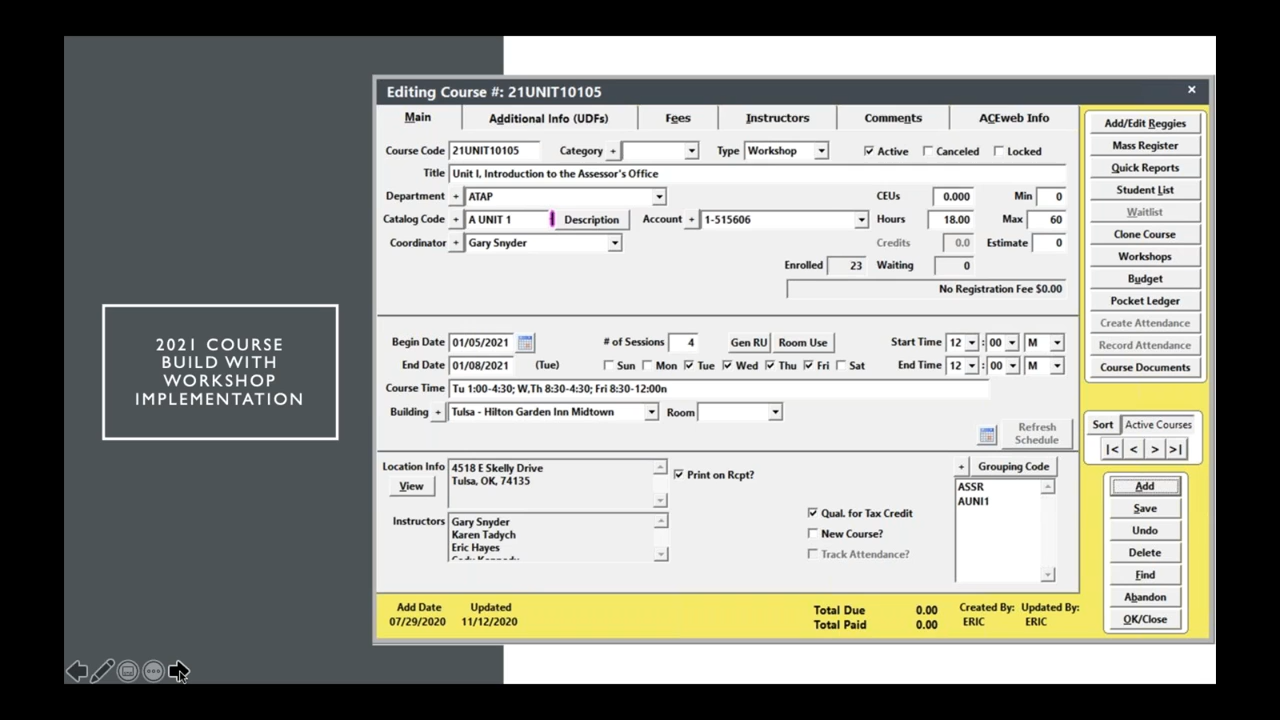 2021 COURSE
BUILD WITH
WORKSHOP
IMPLEMENTATION
Editing Course #: 21UNIT10105
Main Additional Info (UDFs) Fees Instructors Comments ACEweb Info
Course Code 21UNIT10105 Category + Type Workshop Active Canceled Locked
Title Unit I, Introduction to the Assessor's Office
Department + ATAP CEUs 0.000 Min 0
Catalog Code + A UNIT 1 Description Account + 1-515606 Hours 18.00 Max 60
Coordinator + Gary Snyder Credits 0.0 Estimate 0
Enrolled 23 Waiting 0
No Registration Fee $0.00
Begin Date 01/05/2021 # of Sessions 4 Gen RU Room Use Start Time 12 : 00 M
End Date 01/08/2021 (Tue) Sun Mon Tue Wed Thu Fri Sat End Time 12 : 00 M
Course Time Tu 1:00-4:30; W,Th 8:30-4:30; Fri 8:30-12:00n
Building + Tulsa - Hilton Garden Inn Midtown Room
Refresh
Schedule
Location Info 4518 E Skelly Drive
Tulsa, OK, 74135
View
Print on Rcpt?
+ Grouping Code
ASSR
AUNI1
Instructors Gary Snyder
Karen Tadych
Eric Hayes
Qual. for Tax Credit
New Course?
Track Attendance?
Add Date Updated Total Due 0.00 Created By: Updated By:
07/29/2020 11/12/2020 Total Paid 0.00 ERIC ERIC
Add/Edit Reggies
Mass Register
Quick Reports
Student List
Waitlist
Clone Course
Workshops
Budget
Pocket Ledger
Create Attendance
Record Attendance
Course Documents
Sort Active Courses
|< < > >|
Add
Save
Undo
Delete
Find
Abandon
OK/Close